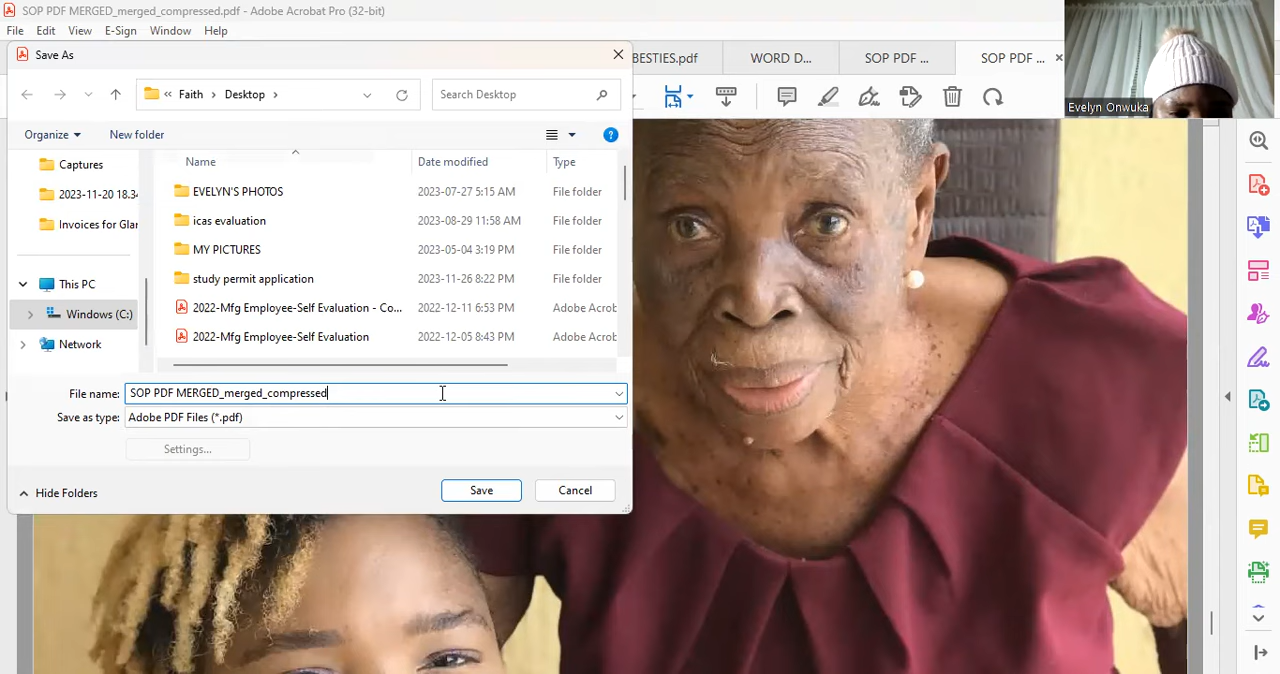 SOP PDF MERGED_merged_compressed.pdf - Adobe Acrobat Pro (32-bit)
File Edit View E-Sign Window Help
Save As
BESTIES.pdf WORD D... SOP PDF ... SOP PDF ... ×
Evelyn Onwuka
« Faith > Desktop > Search Desktop
Organize New folder
Name Date modified Type
Captures
2023-11-20 18.34
Invoices for Glar
This PC
Windows (C:)
Network
EVELYN'S PHOTOS 2023-07-27 5:15 AM File folder
icas evaluation 2023-08-29 11:58 AM File folder
MY PICTURES 2023-05-04 3:19 PM File folder
study permit application 2023-11-26 8:22 PM File folder
2022-Mfg Employee-Self Evaluation - Co... 2022-12-11 6:53 PM Adobe Acrob
2022-Mfg Employee-Self Evaluation 2022-12-05 8:43 PM Adobe Acrob
File name: SOP PDF MERGED_merged_compressed
Save as type: Adobe PDF Files (*.pdf)
Settings...
Hide Folders Save Cancel